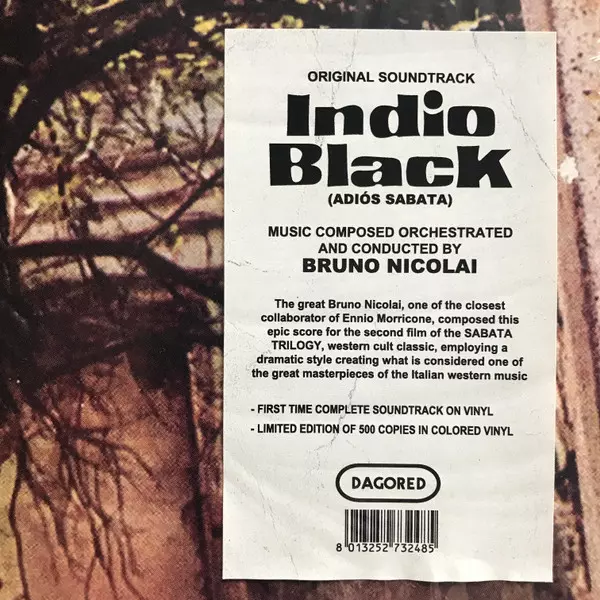 ORIGINAL SOUNDTRACK
Indio
Black
(ADIÓS SABATA)
MUSIC COMPOSED ORCHESTRATED
AND CONDUCTED BY
BRUNO NICOLAI
The great Bruno Nicolai, one of the closest
collaborator of Ennio Morricone, composed this
epic score for the second film of the SABATA
TRILOGY, western cult classic, employing a
dramatic style creating what is considered one of
the great masterpieces of the Italian western music
- FIRST TIME COMPLETE SOUNDTRACK ON VINYL
- LIMITED EDITION OF 500 COPIES IN COLORED VINYL
DAGORED
8 013252 732485